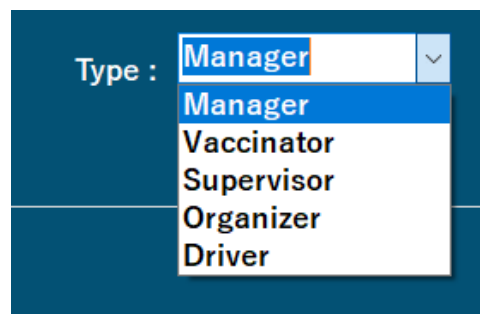 Type : Manager
Manager
Vaccinator
Supervisor
Organizer
Driver